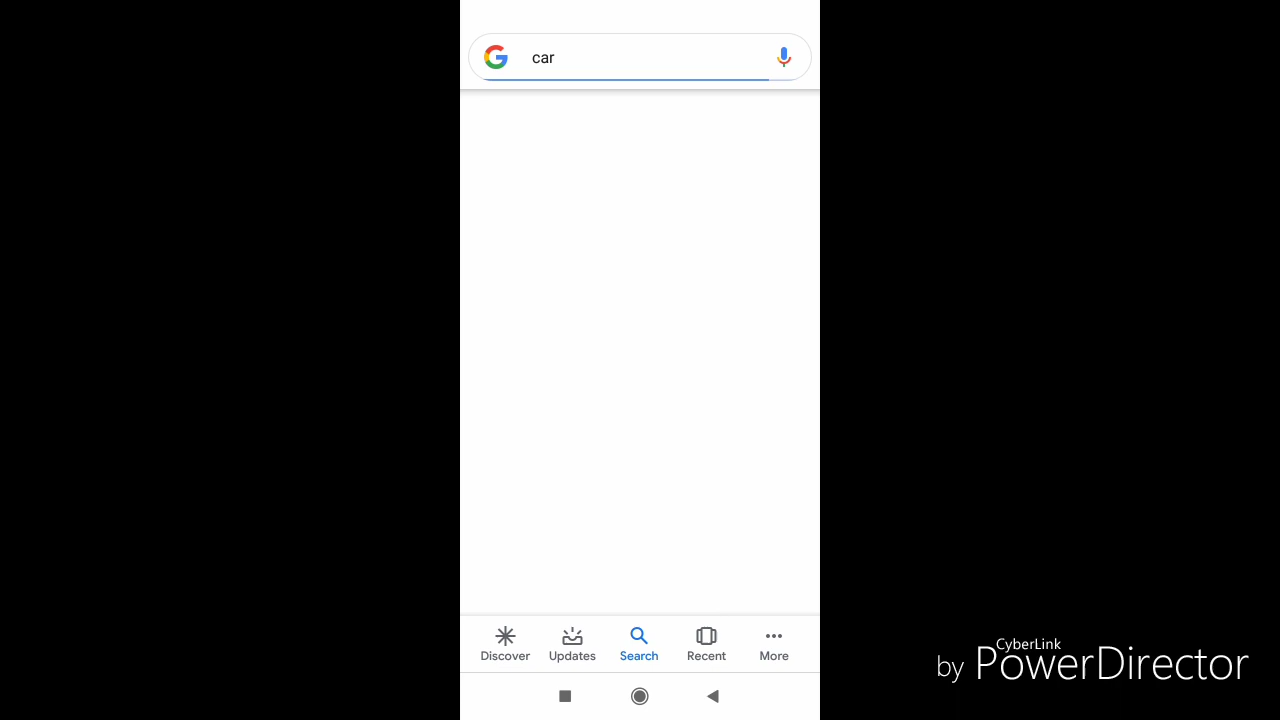 car
Discover Updates Search Recent More
CyberLink
by PowerDirector